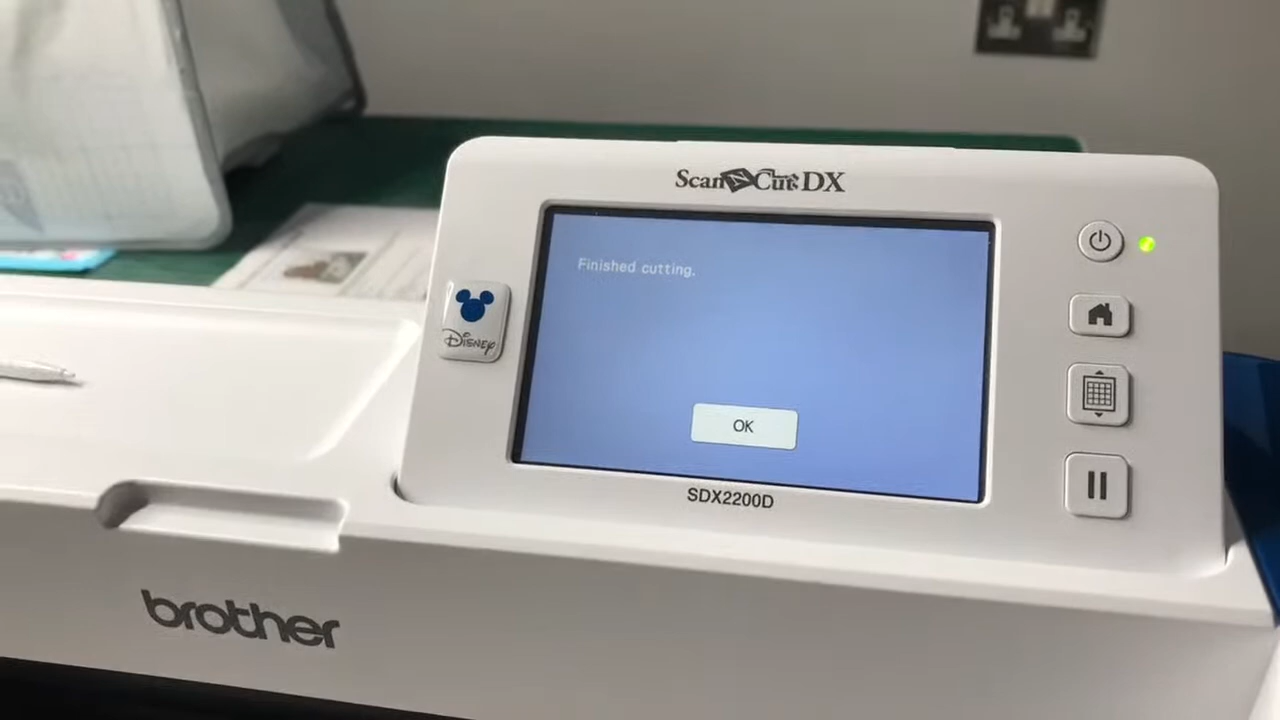 ScanNCut DX
Finished cutting.
Disney
OK
SDX2200D
brother